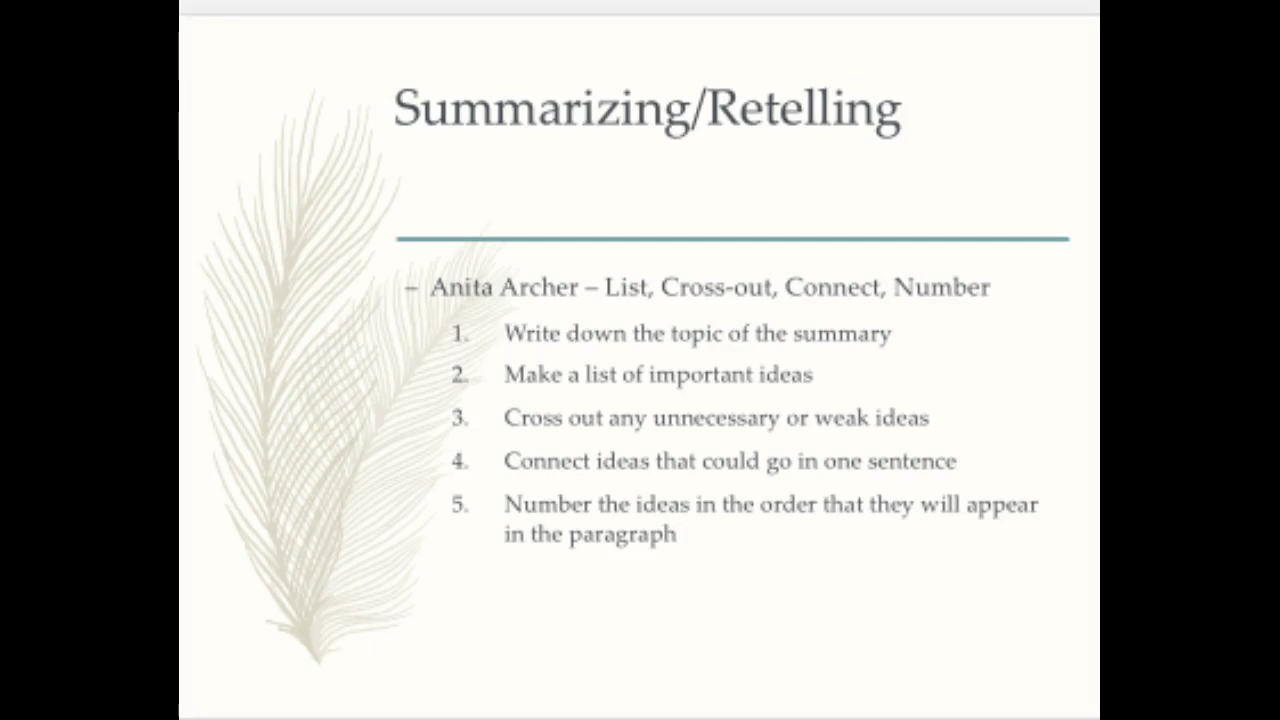 Summarizing/Retelling
– Anita Archer – List, Cross-out, Connect, Number
1. Write down the topic of the summary
2. Make a list of important ideas
3. Cross out any unnecessary or weak ideas
4. Connect ideas that could go in one sentence
5. Number the ideas in the order that they will appear
in the paragraph